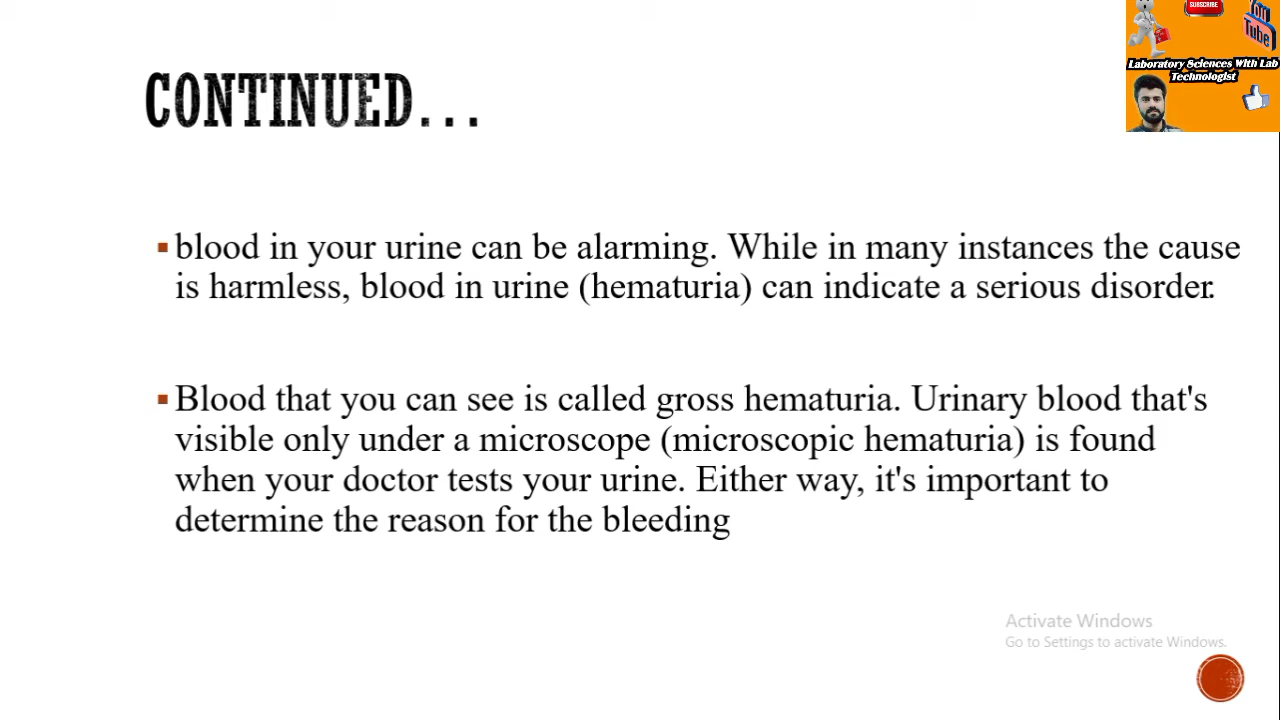 SUBSCRIBE
You
Tube
Laboratory Sciences With Lab
Technologist
CONTINUED...
blood in your urine can be alarming. While in many instances the cause
is harmless, blood in urine (hematuria) can indicate a serious disorder.
Blood that you can see is called gross hematuria. Urinary blood that's
visible only under a microscope (microscopic hematuria) is found
when your doctor tests your urine. Either way, it's important to
determine the reason for the bleeding
Activate Windows
Go to Settings to activate Windows.